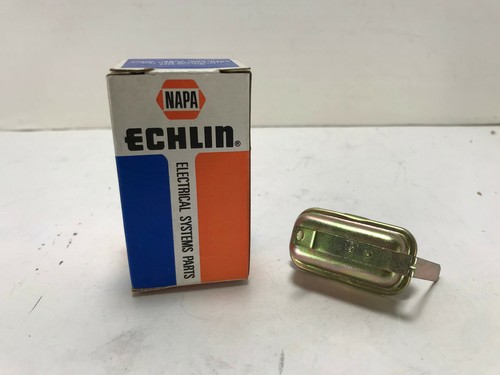 NAPA
ECHLIN®
ELECTRICAL SYSTEMS PARTS